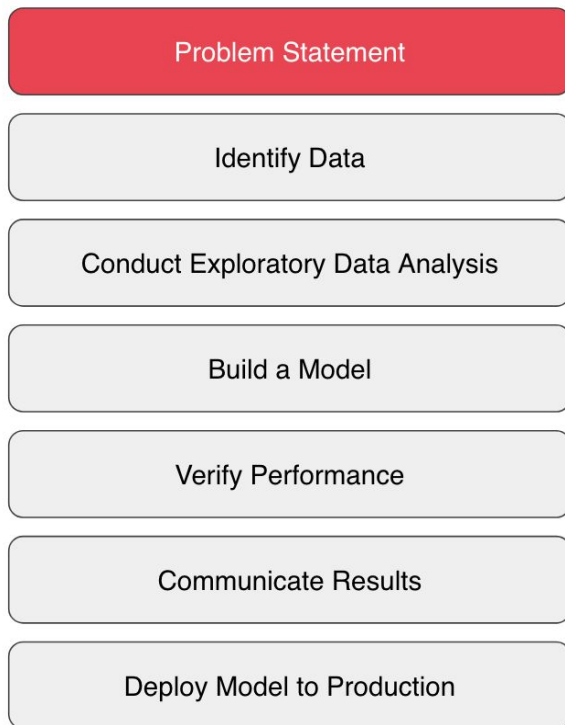 Problem Statement
Identify Data
Conduct Exploratory Data Analysis
Build a Model
Verify Performance
Communicate Results
Deploy Model to Production